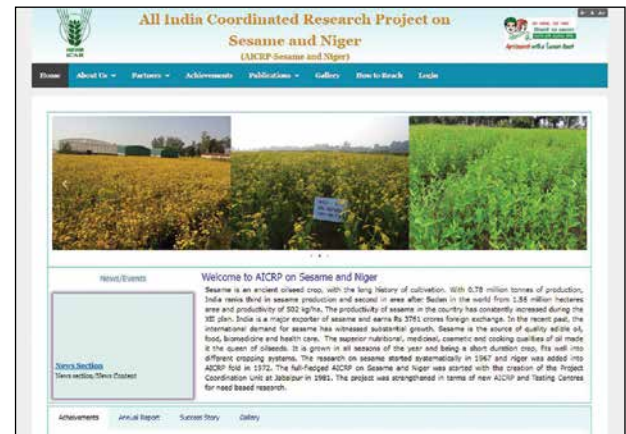 All India Coordinated Research Project on
Sesame and Niger
(AICRP-Sesame and Niger)
ICAR
Agrisearch with a human touch
A- A A+
Home About Us Partners Achievements Publications Gallery How to Reach Login
News/Events
News Section
News section/News Content
Welcome to AICRP on Sesame and Niger
Sesame is an ancient oilseed crop, with the long history of cultivation. With 0.78 million tonnes of production,
India ranks third in sesame production and second in area after Sudan in the world from 1.56 million hectares
area and productivity of 502 kg/ha. The productivity of sesame in the country has constantly increased during the
XII plan. India is a major exporter of sesame and earns Rs 3761 crores foreign exchange. In the recent past, the
international demand for sesame has witnessed substantial growth. Sesame is the source of quality edible oil,
food, biomedicine and health care. The superior nutritional, medicinal, cosmetic and cooking qualities of oil made
it the queen of oilseeds. It is grown in all seasons of the year and being a short duration crop, fits well into
different cropping systems. The research on sesame started systematically in 1967 and niger was added into
AICRP fold in 1972. The full-fledged AICRP on Sesame and Niger was started with the creation of the Project
Coordination Unit at Jabalpur in 1981. The project was strengthened in terms of new AICRP and Testing Centres
for need based research.
Achievements Annual Report Success Story Gallery